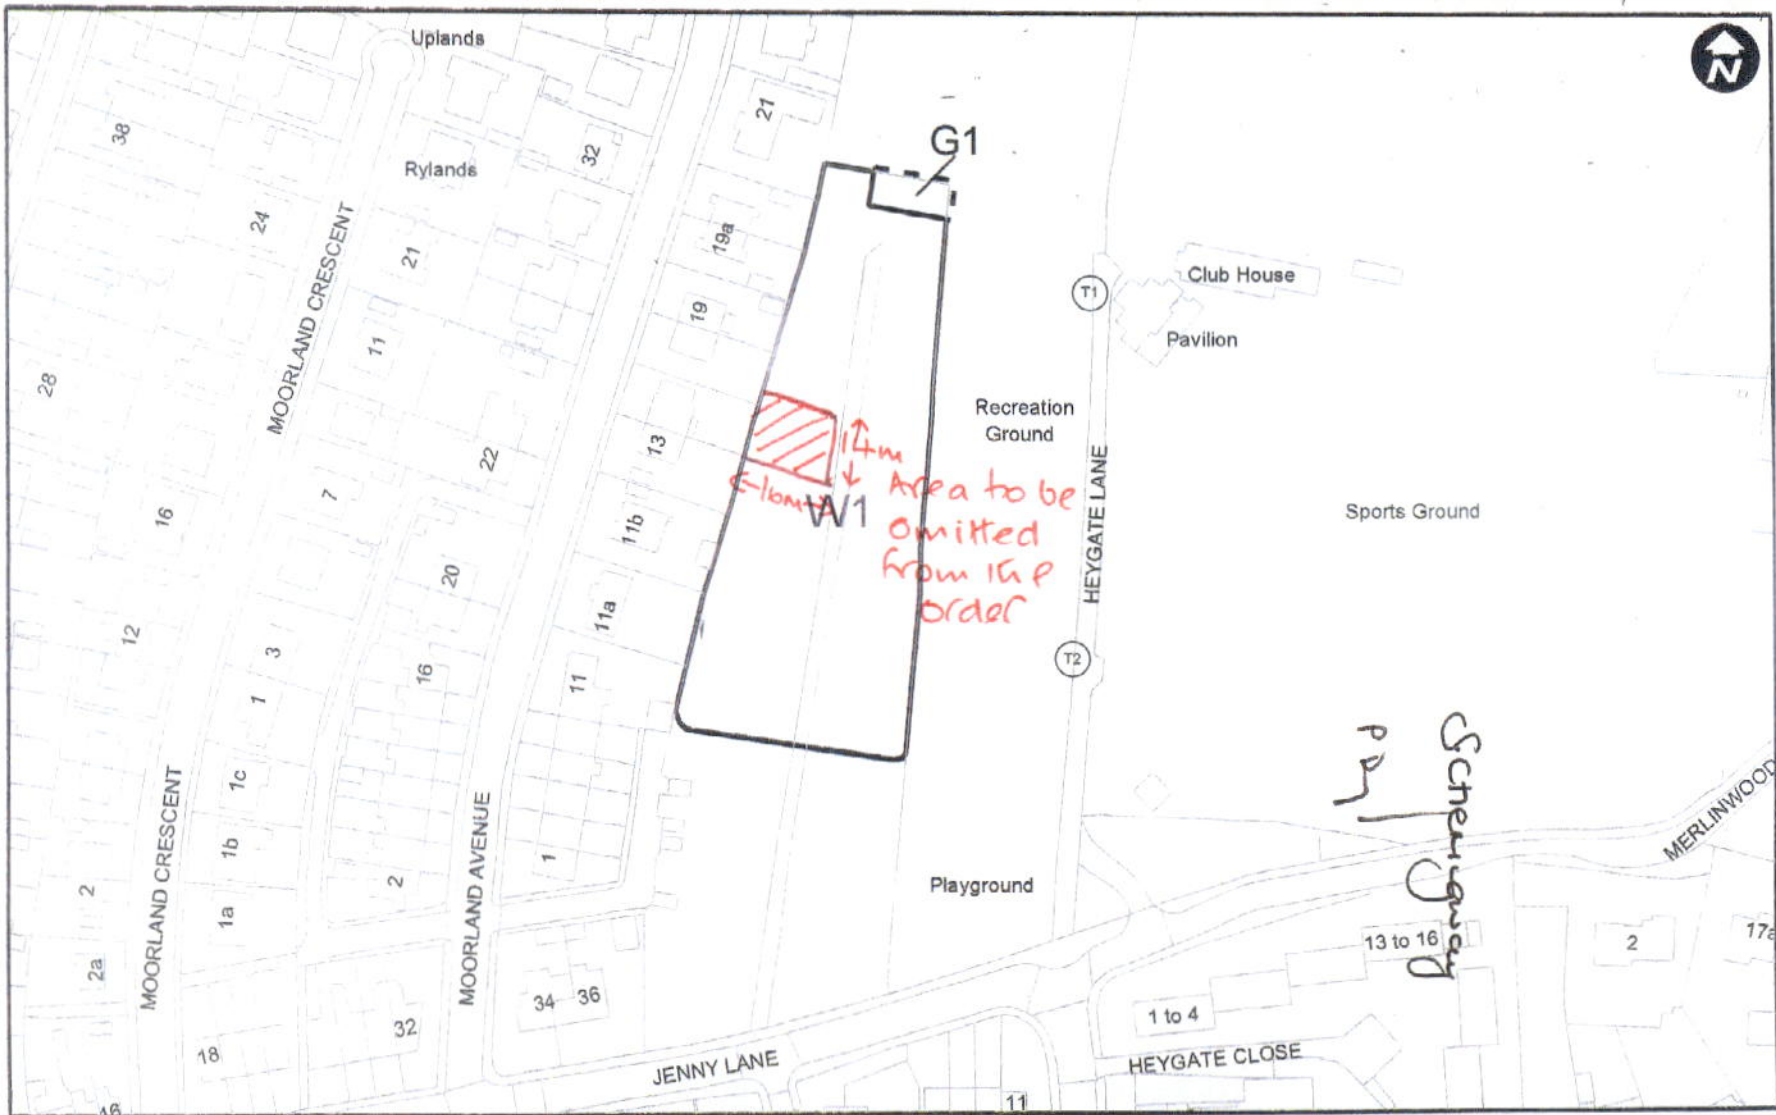 Uplands
N
38
32
21
G1
Rylands
24
21
19a
MOORLAND CRESCENT
T1
Club House
19
11
Pavilion
28
Recreation
Ground
13
14m
22
←16m→
W1
Area to be
omitted
from the
order
HEYGATE LANE
Sports Ground
7
16
11b
20
11a
12
3
16
11
1
T2
MOORLAND CRESCENT
1c
1b
1a
2
2a
MOORLAND AVENUE
2
1
Playground
MERLINWOOD
13 to 16
2
17a
34
36
32
18
1 to 4
JENNY LANE
HEYGATE CLOSE
11
16